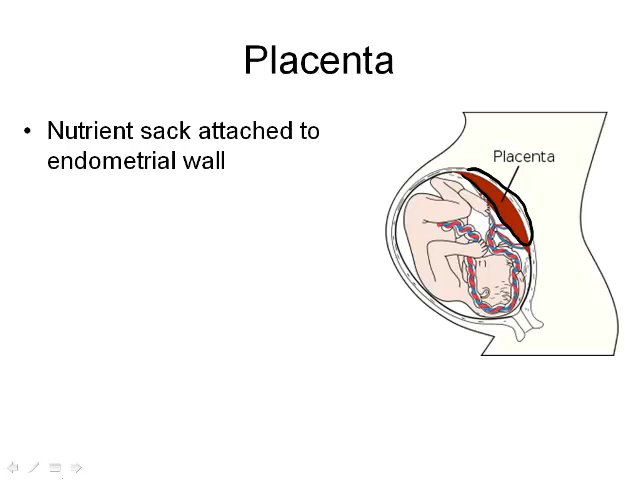 Placenta
• Nutrient sack attached to
endometrial wall
Placenta